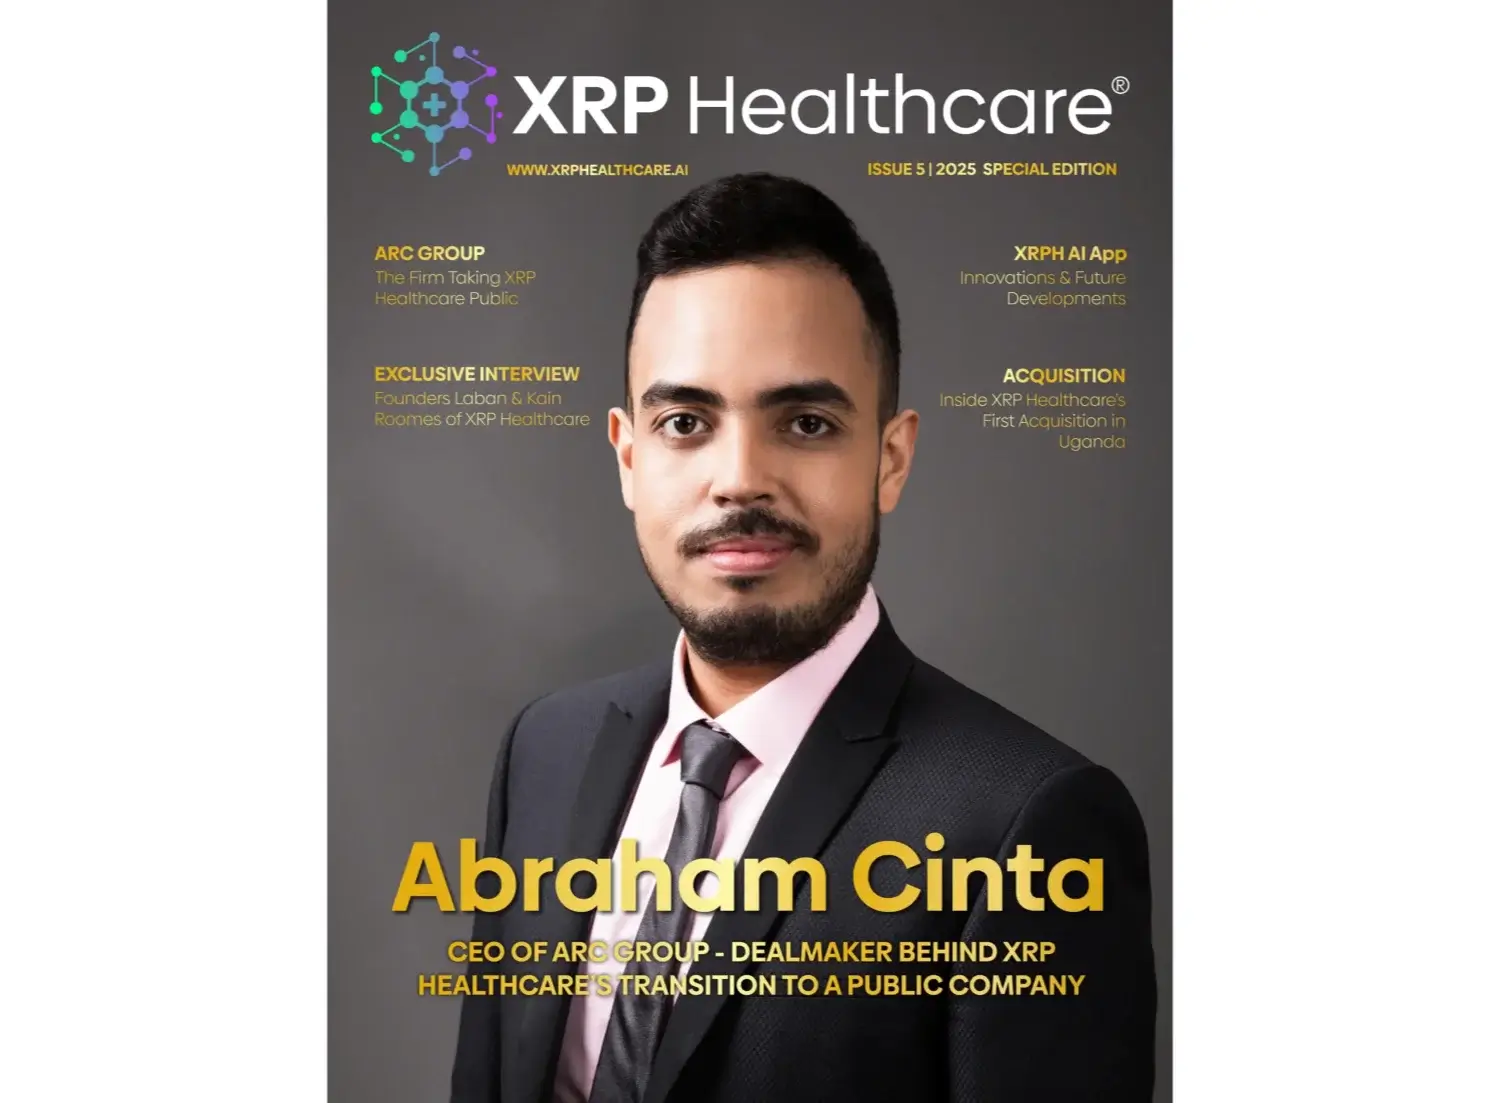 XRP Healthcare®
WWW.XRPHEALTHCARE.AI
ISSUE 5 | 2025 SPECIAL EDITION
ARC GROUP
The Firm Taking XRP
Healthcare Public
EXCLUSIVE INTERVIEW
Founders Laban & Kain
Roomes of XRP Healthcare
XRPH AI App
Innovations & Future
Developments
ACQUISITION
Inside XRP Healthcare's
First Acquisition in
Uganda
Abraham Cinta
CEO OF ARC GROUP - DEALMAKER BEHIND XRP
HEALTHCARE'S TRANSITION TO A PUBLIC COMPANY